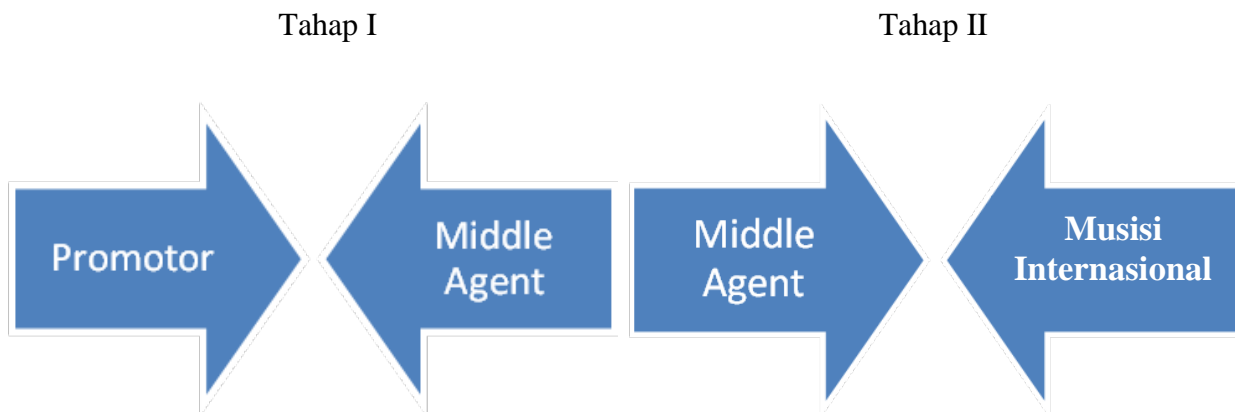 Tahap I
Tahap II
Promotor
Middle
Agent
Middle
Agent
Musisi
Internasional